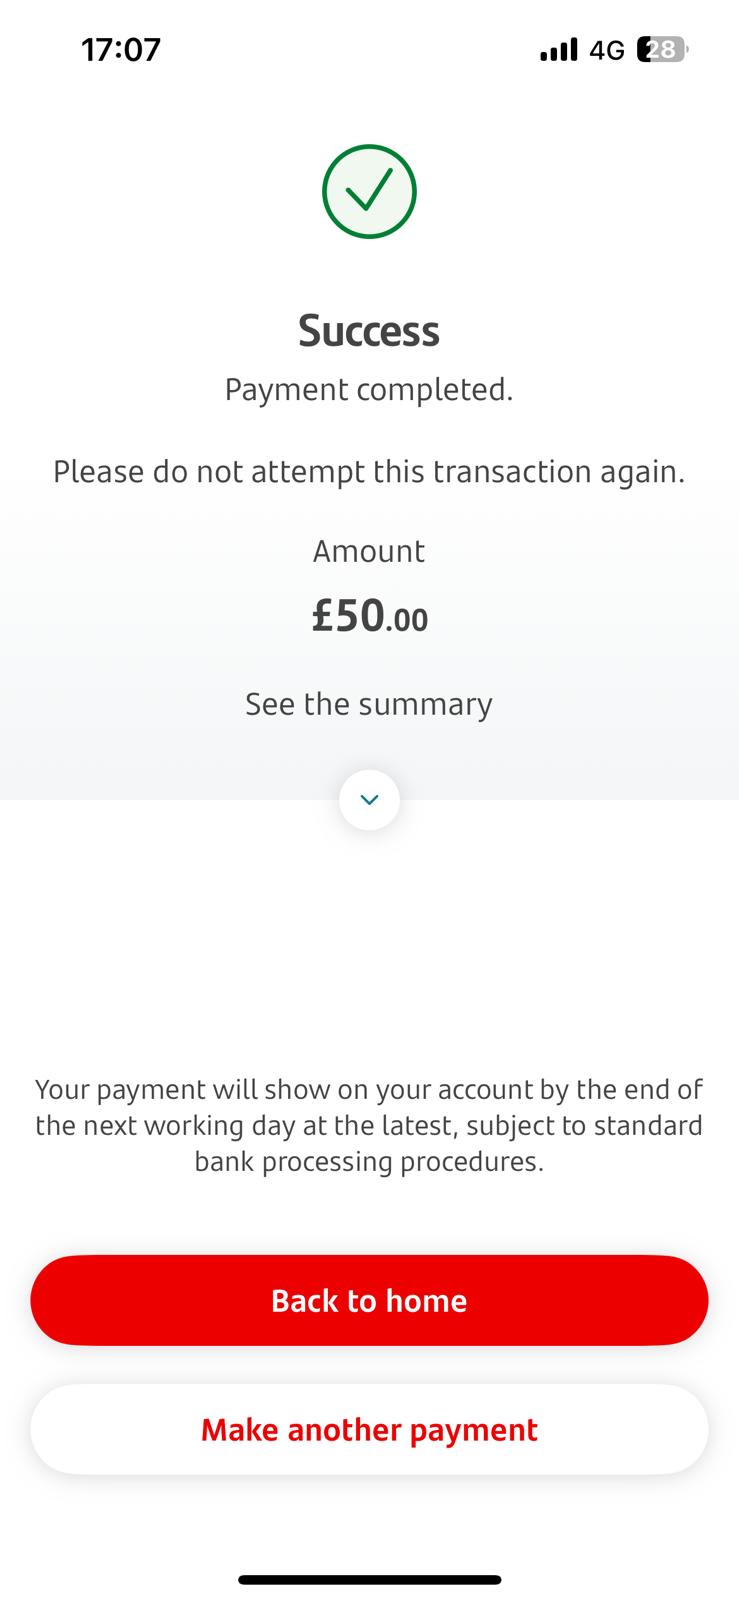 17:07 4G 28
Success
Payment completed.
Please do not attempt this transaction again.
Amount
£50.00
See the summary
Your payment will show on your account by the end of
the next working day at the latest, subject to standard
bank processing procedures.
Back to home
Make another payment